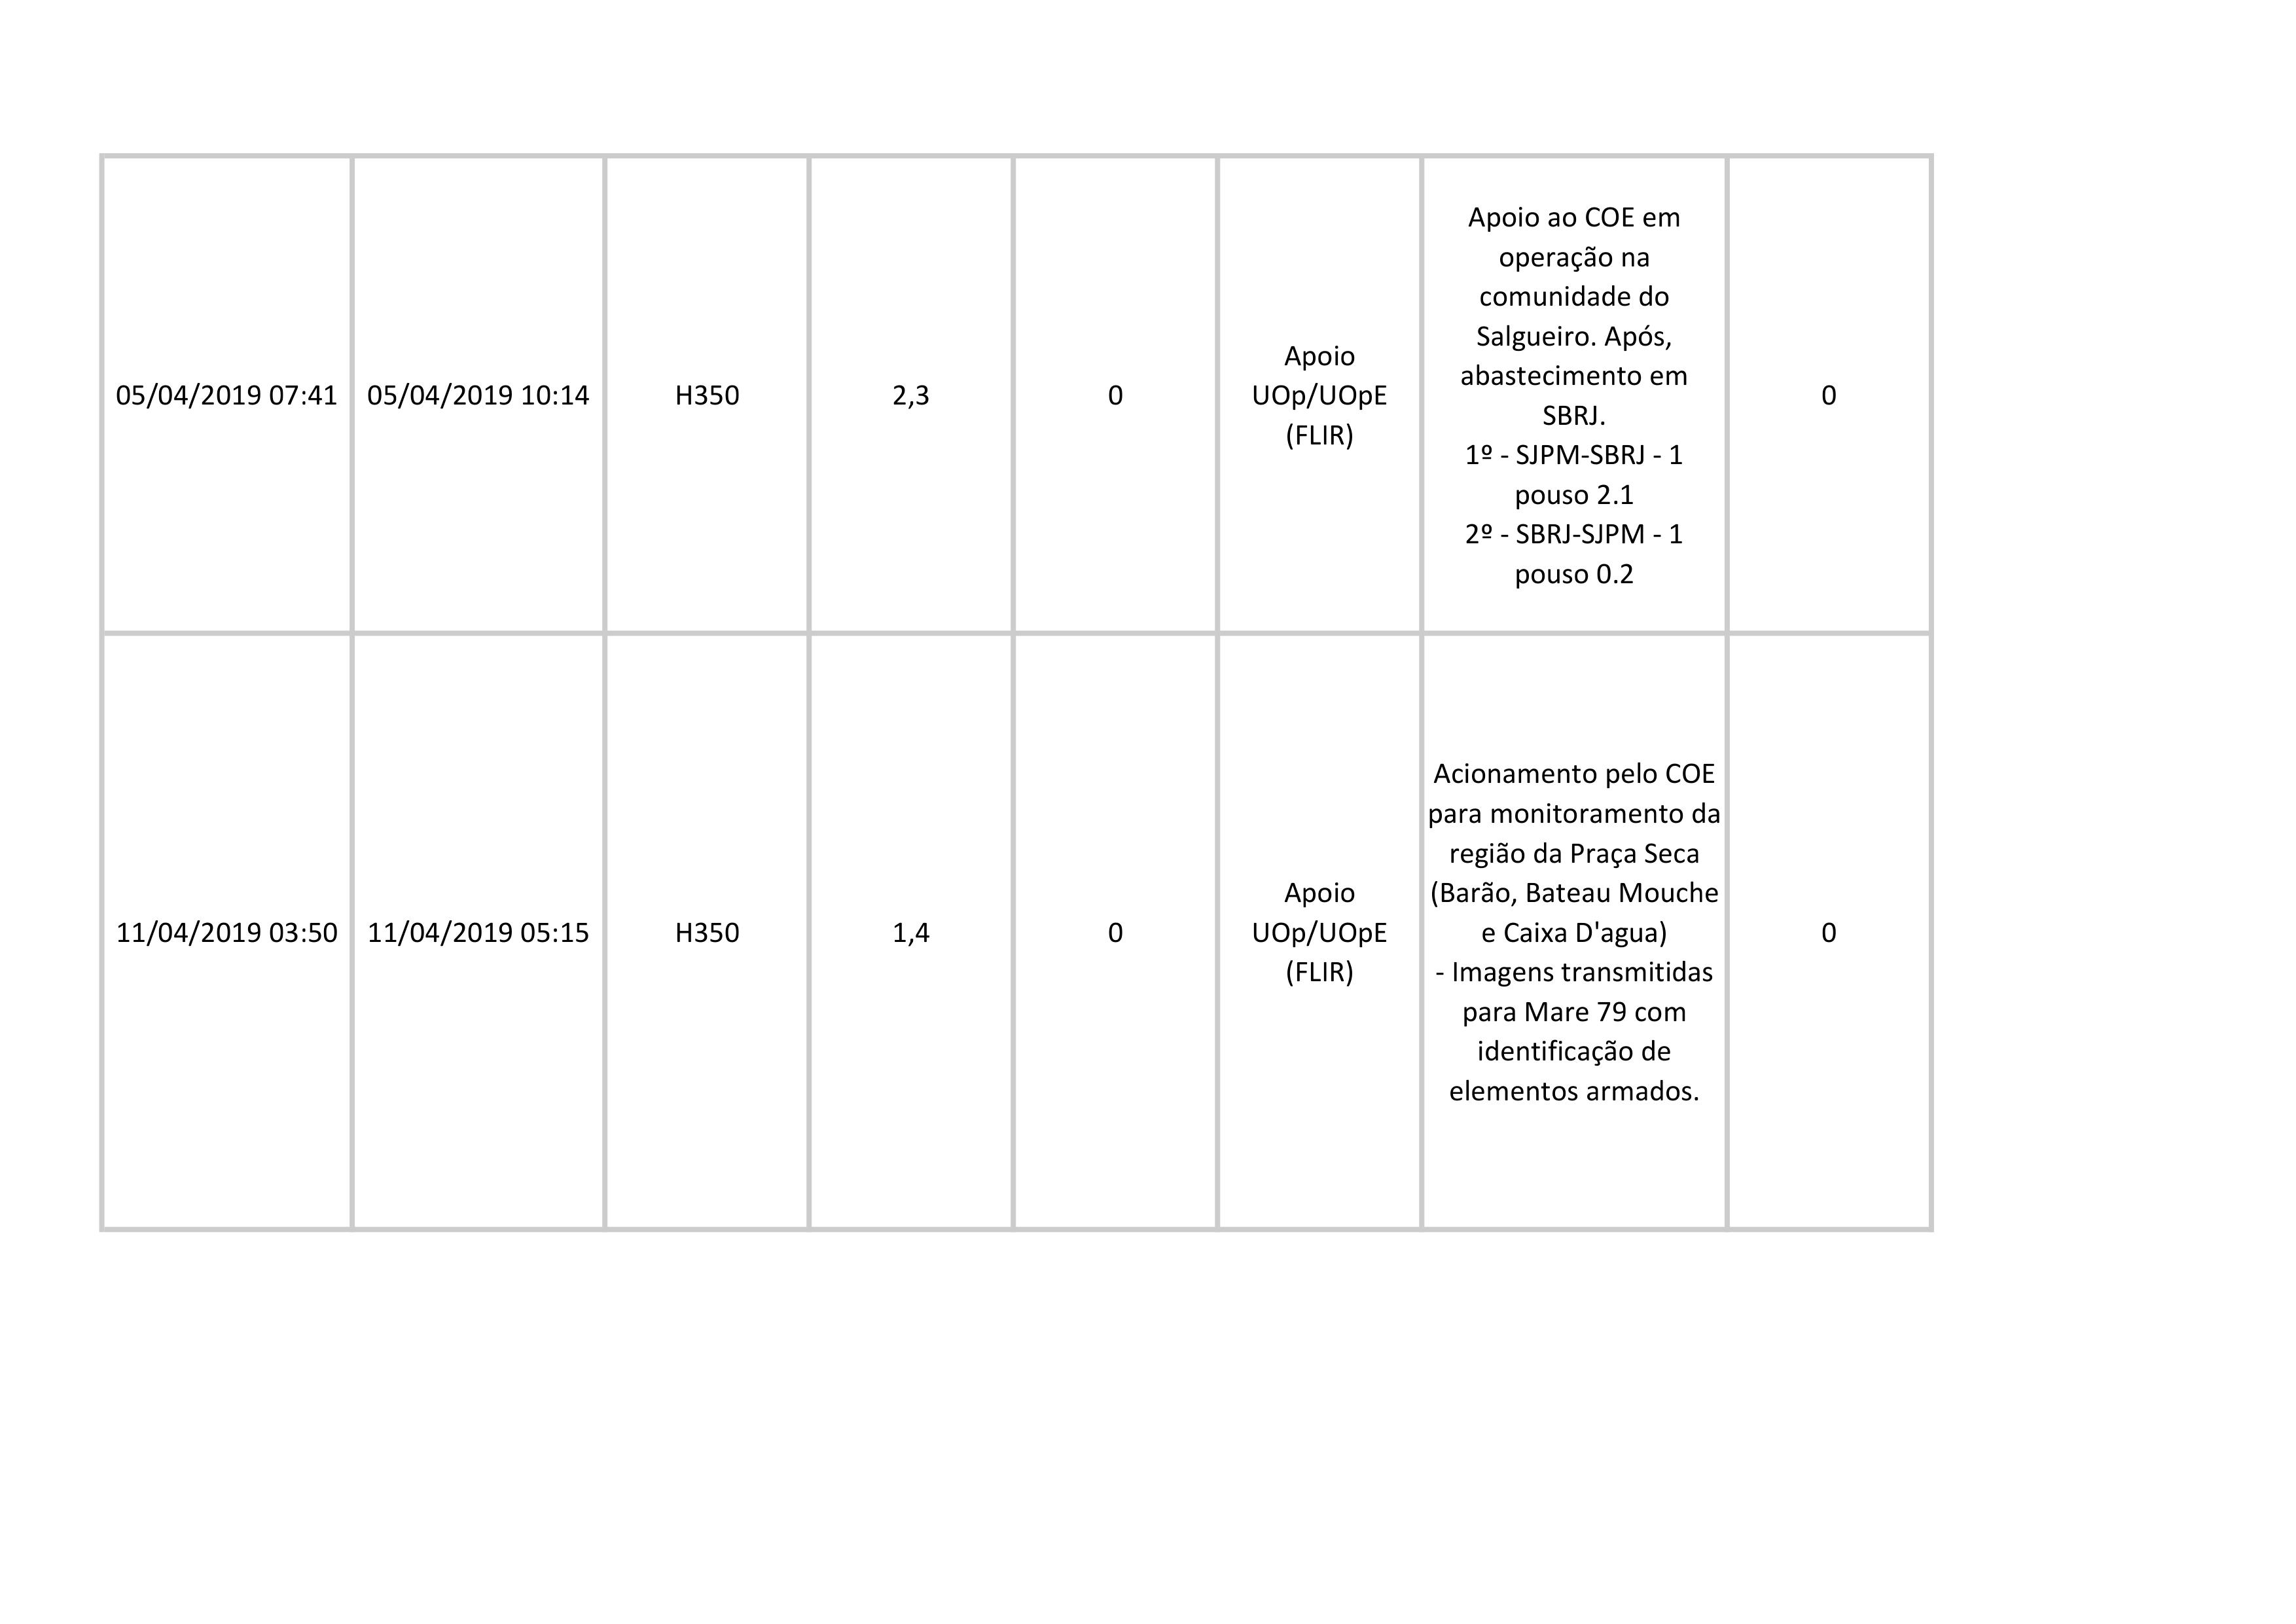 05/04/2019 07:41
05/04/2019 10:14
H350
2,3
0
Apoio
UOp/UOpE
(FLIR)
Apoio ao COE em
operação na
comunidade do
Salgueiro. Após,
abastecimento em
SBRJ.
1º - SJPM-SBRJ - 1
pouso 2.1
2º - SBRJ-SJPM - 1
pouso 0.2
0
11/04/2019 03:50
11/04/2019 05:15
H350
1,4
0
Apoio
UOp/UOpE
(FLIR)
Acionamento pelo COE
para monitoramento da
região da Praça Seca
(Barão, Bateau Mouche
e Caixa D'agua)
- Imagens transmitidas
para Mare 79 com
identificação de
elementos armados.
0